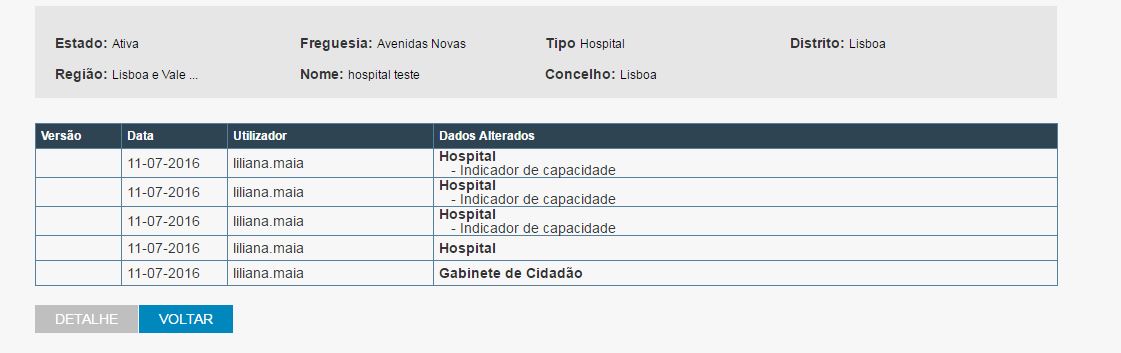 Estado: Ativa Freguesia: Avenidas Novas Tipo Hospital Distrito: Lisboa
Região: Lisboa e Vale ... Nome: hospital teste Concelho: Lisboa
Versão Data Utilizador Dados Alterados
11-07-2016 liliana.maia Hospital
- Indicador de capacidade
11-07-2016 liliana.maia Hospital
- Indicador de capacidade
11-07-2016 liliana.maia Hospital
- Indicador de capacidade
11-07-2016 liliana.maia Hospital
11-07-2016 liliana.maia Gabinete de Cidadão
DETALHE VOLTAR